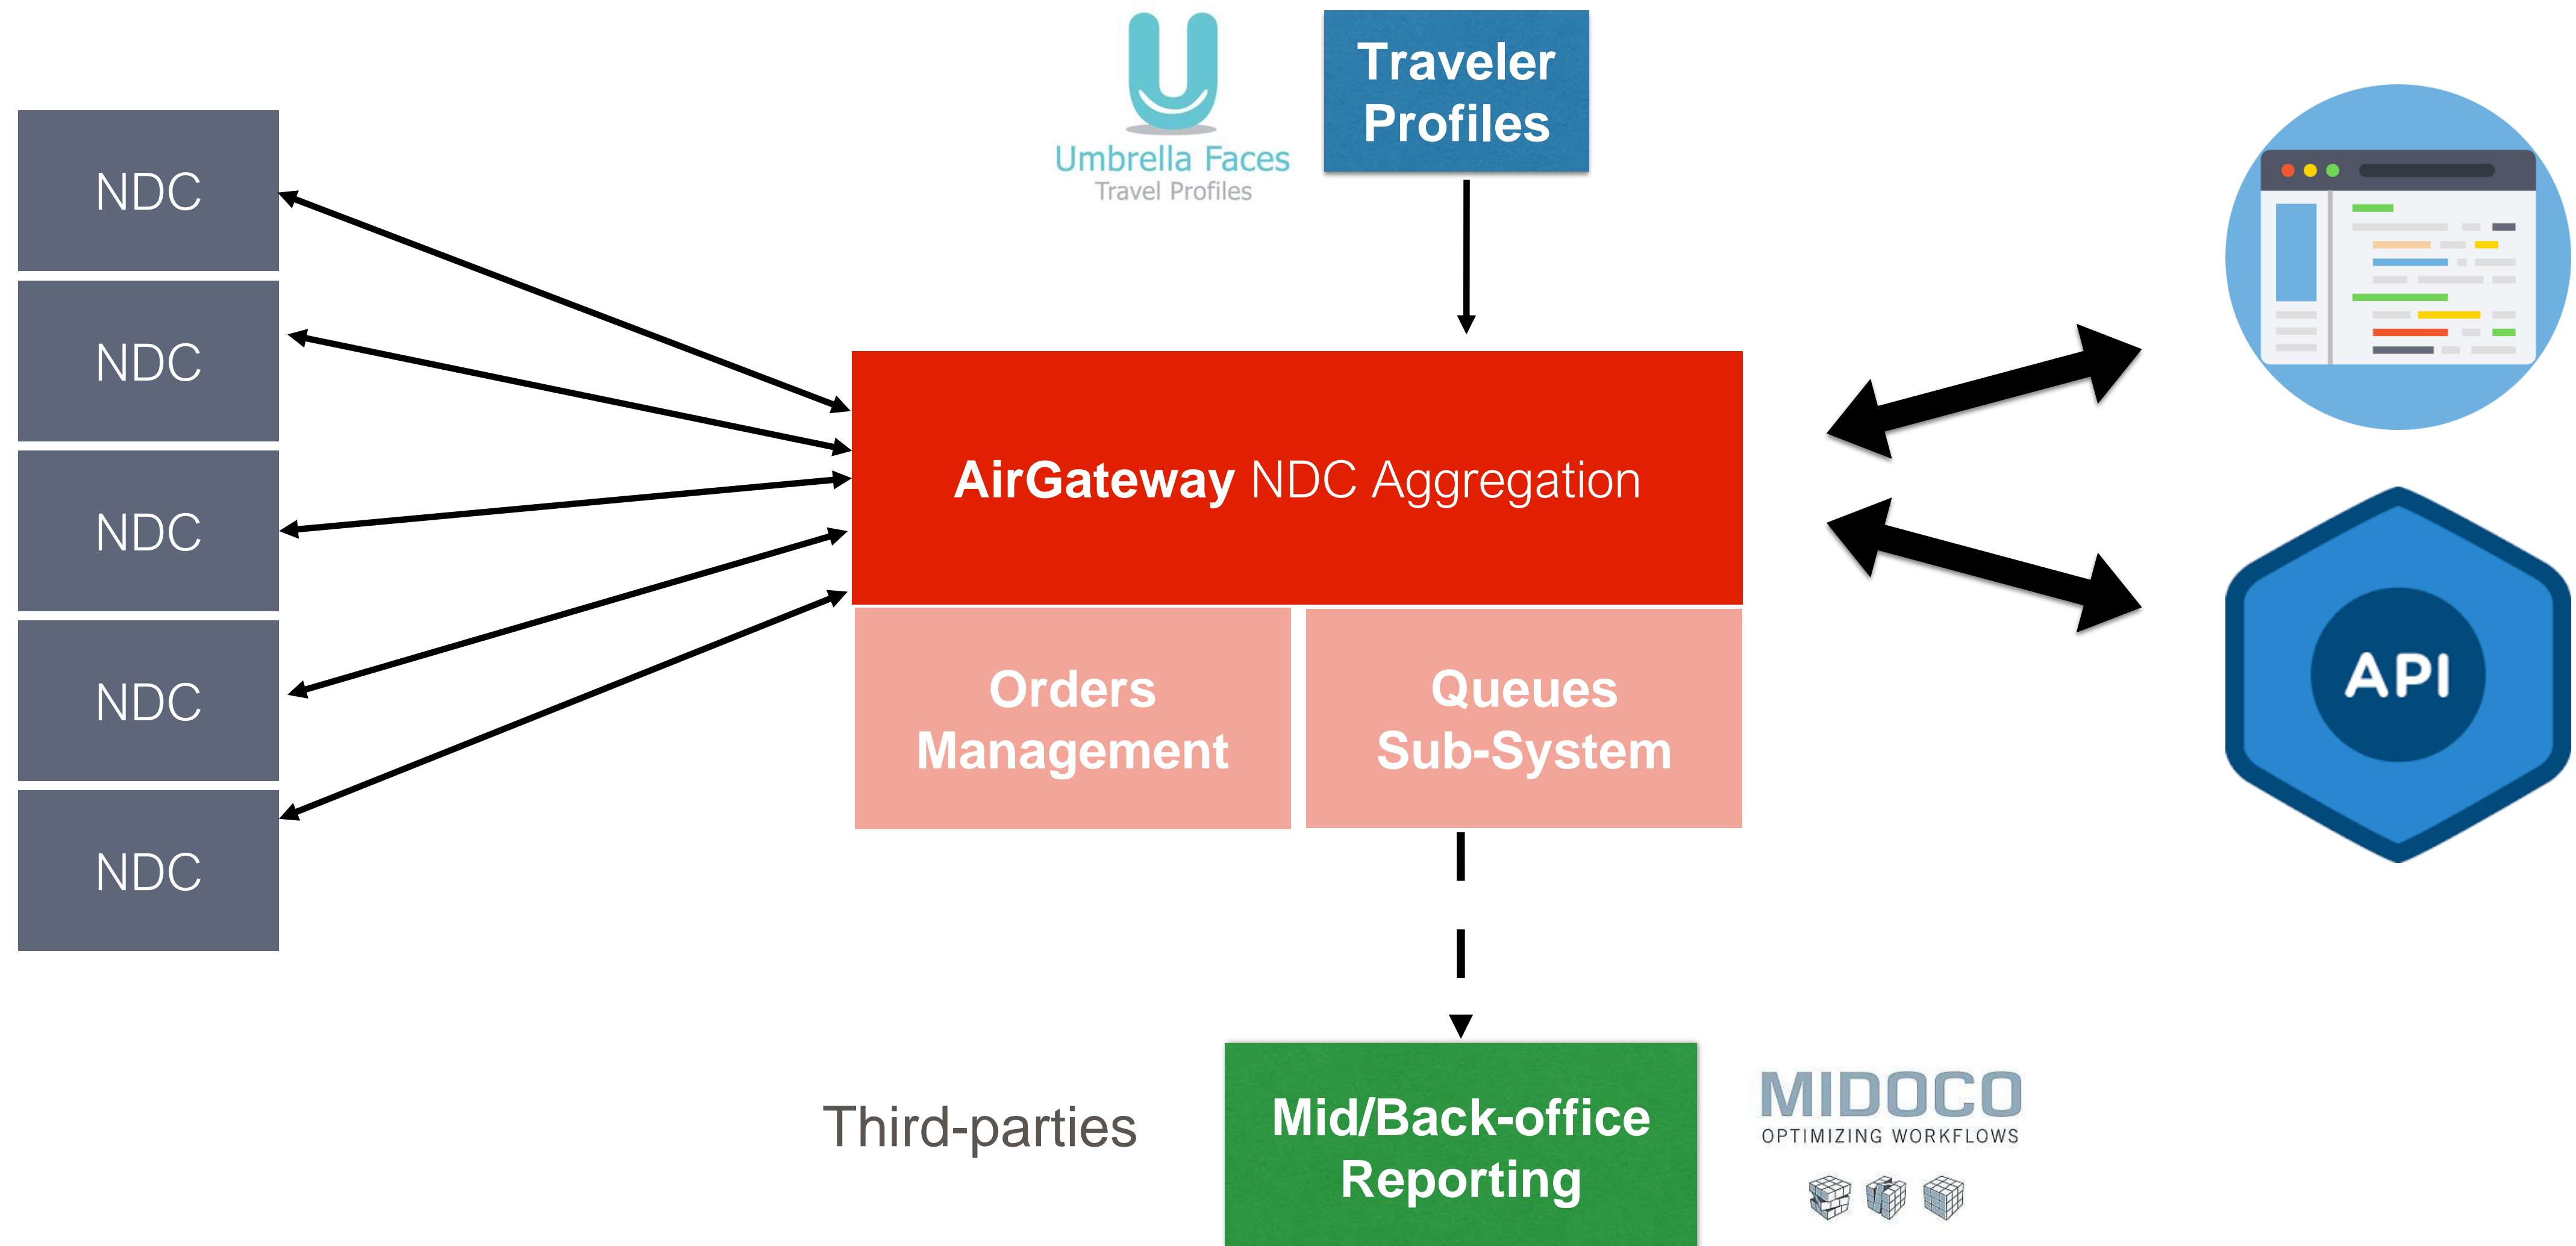 Umbrella Faces
Travel Profiles
Traveler
Profiles
NDC
NDC
NDC
NDC
NDC
AirGateway NDC Aggregation
Orders
Management
Queues
Sub-System
API
Third-parties
Mid/Back-office
Reporting
MIDOCO
OPTIMIZING WORKFLOWS